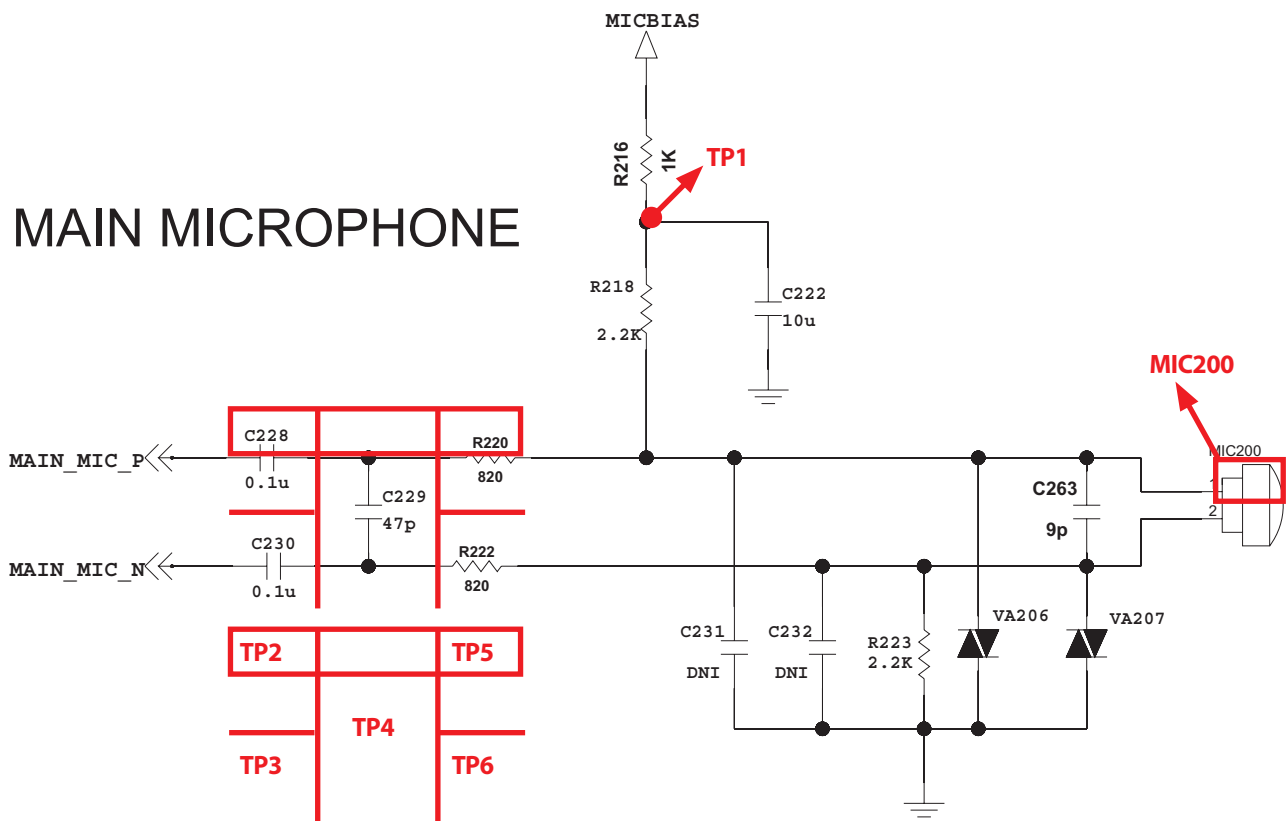 MICBIAS
R216
1K
TP1
MAIN MICROPHONE
R218
2.2K
C222
10u
MIC200
MIC200
C228
0.1u
R220
820
MAIN_MIC_P
C229
47p
C263
9p
1
2
C230
0.1u
R222
820
MAIN_MIC_N
C231
DNI
C232
DNI
R223
2.2K
VA206
VA207
TP2
TP5
TP4
TP3
TP6